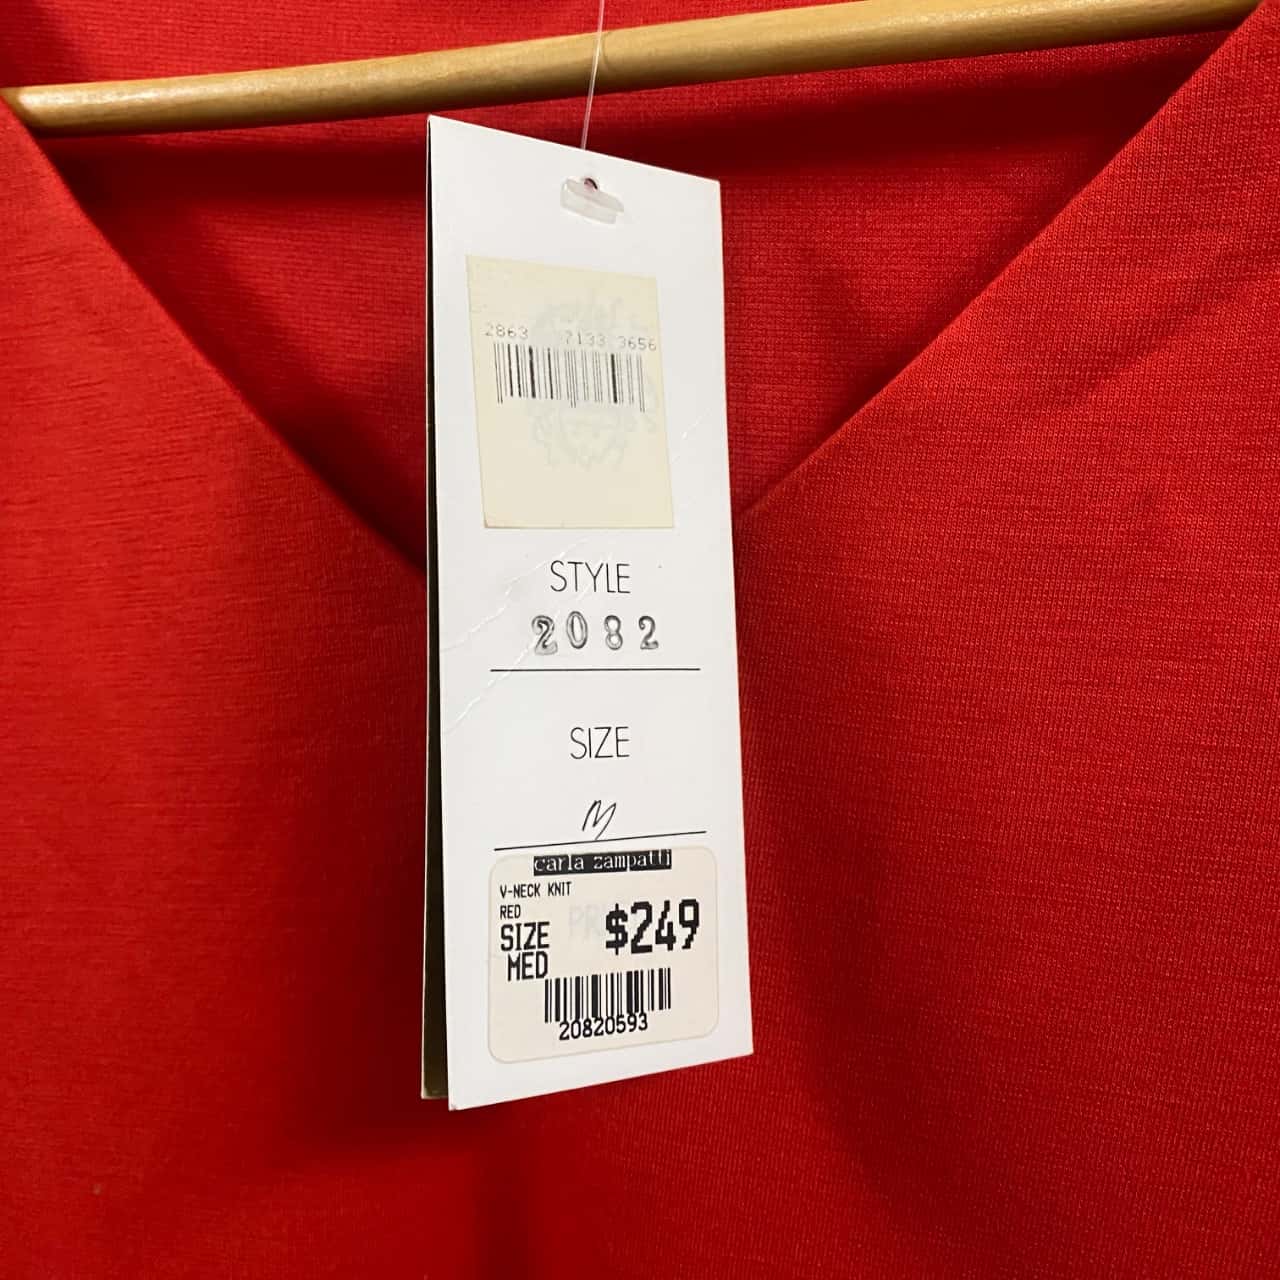 2863 7133 3656
STYLE
2082
SIZE
M
carla zampatti
V-NECK KNIT
RED
SIZE $249
MED
20820593